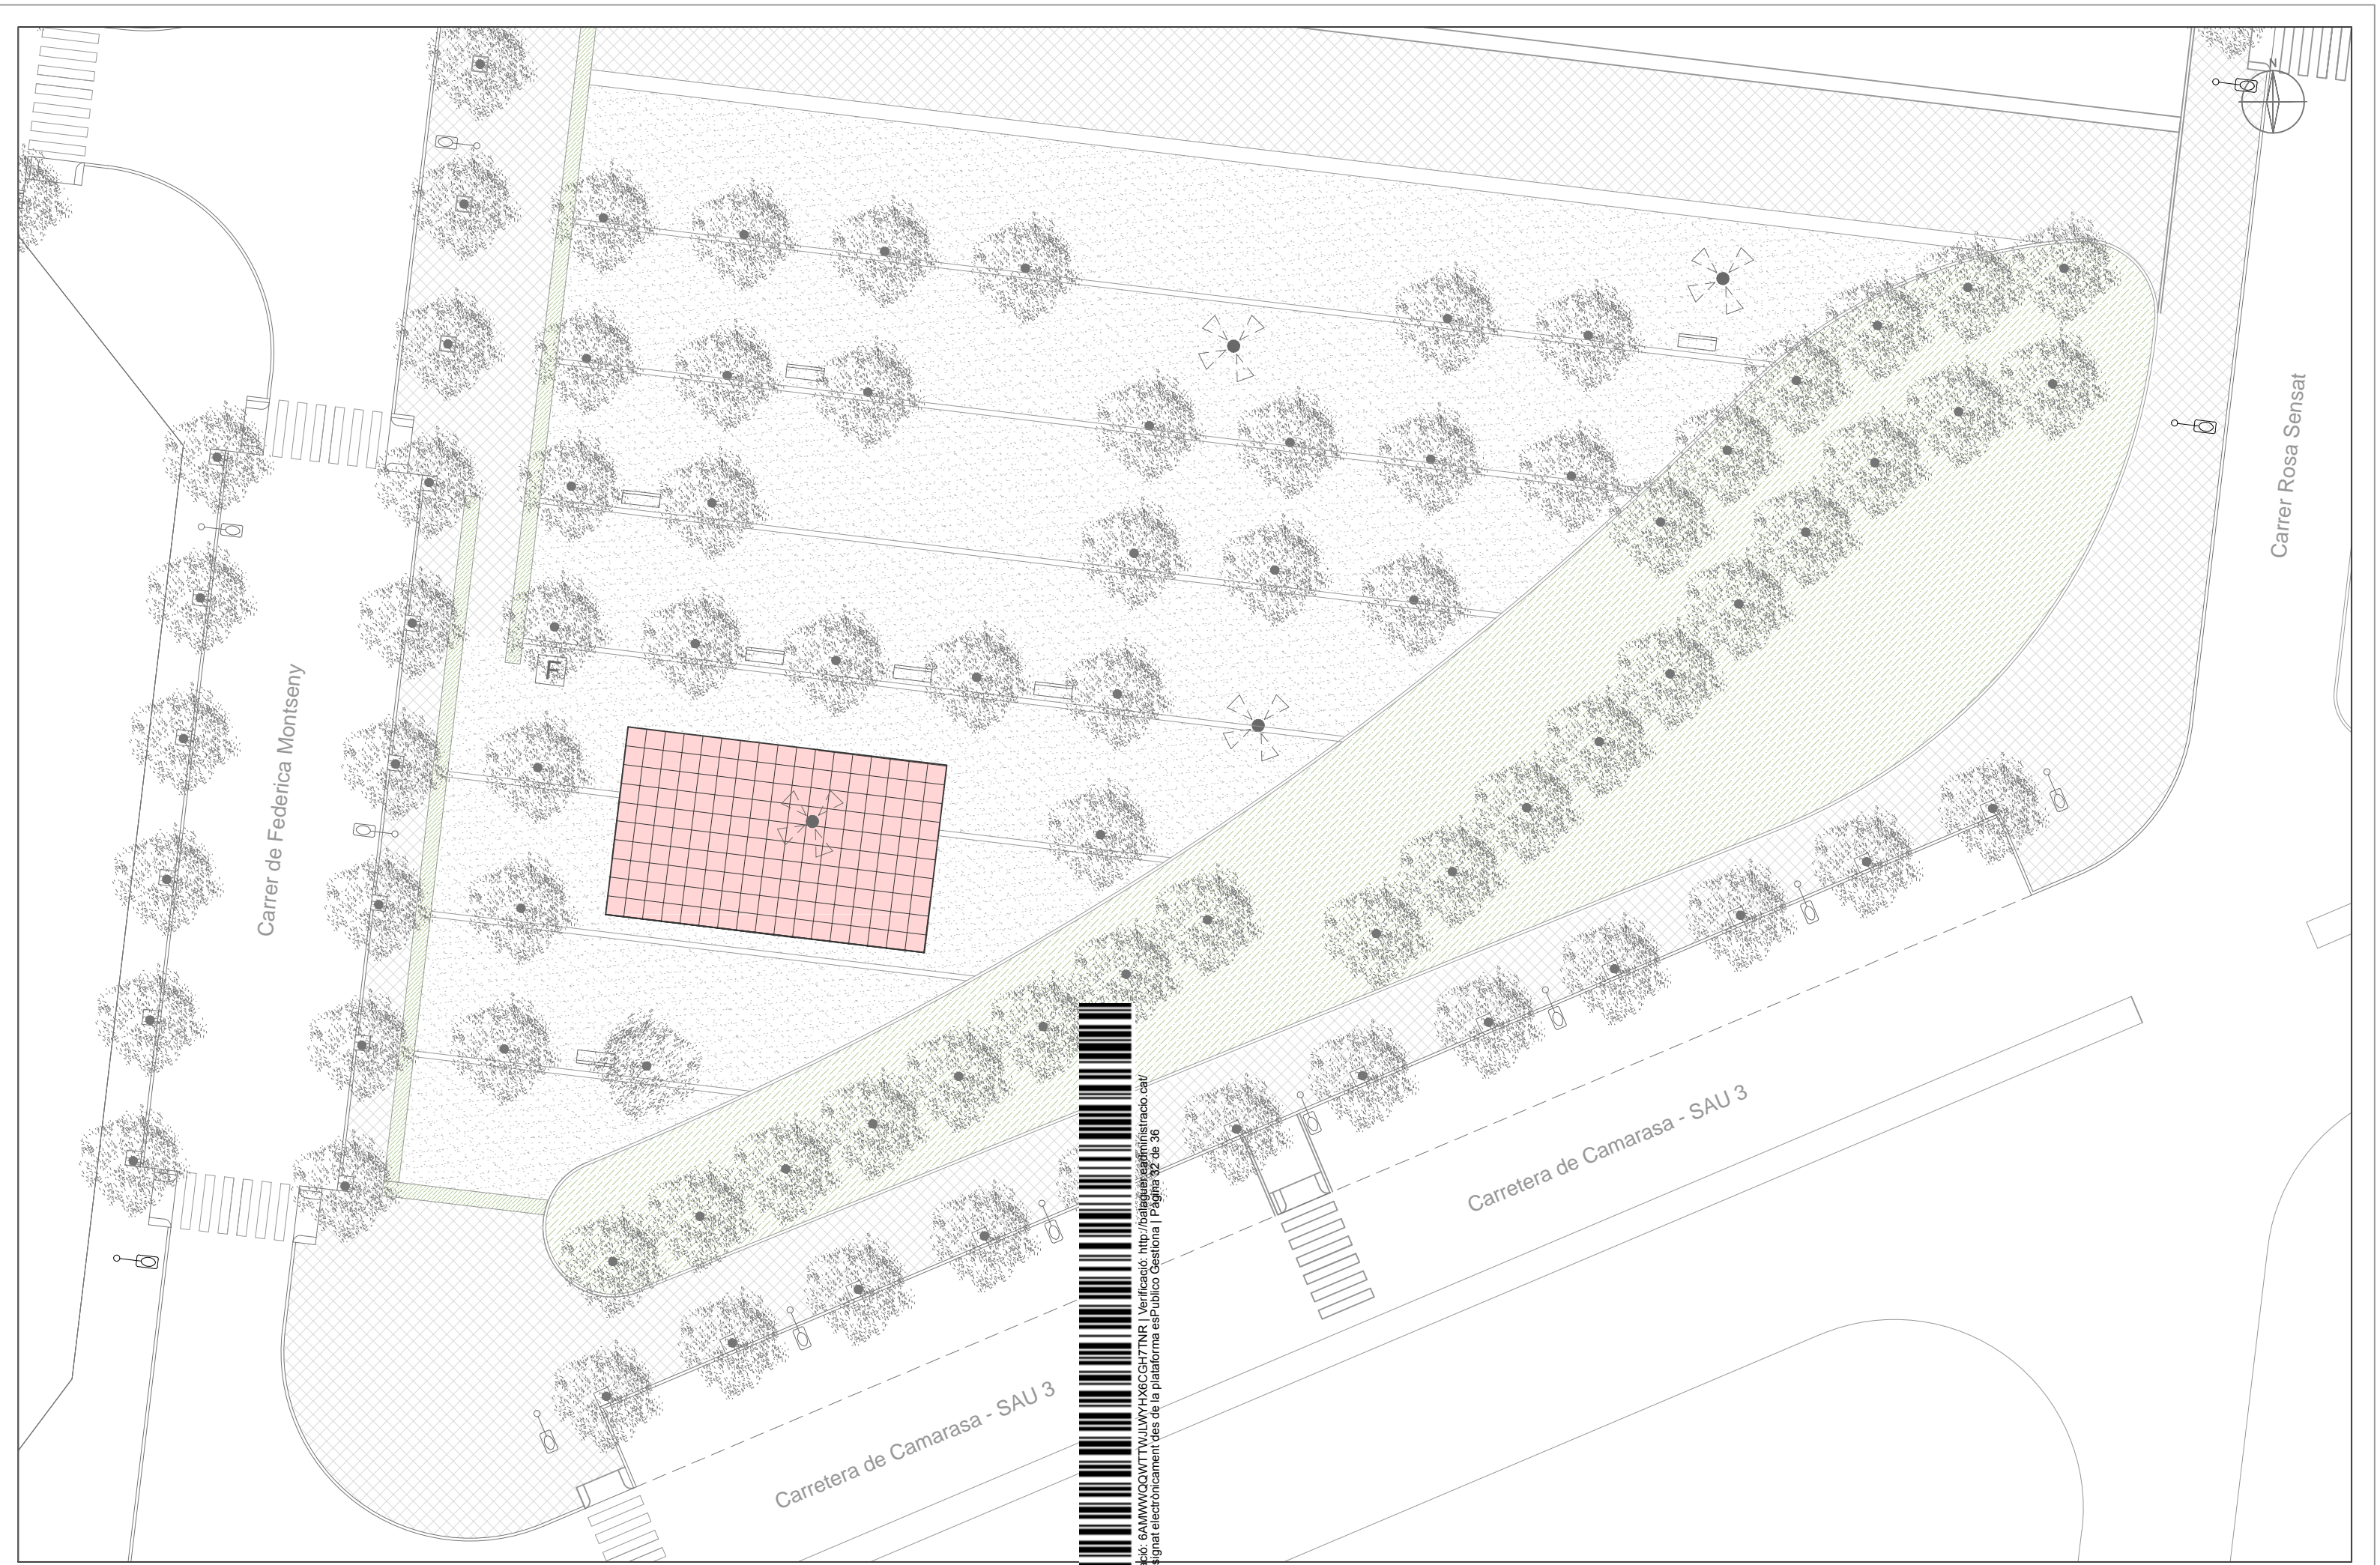 N
Carrer Rosa Sensat
Carrer de Federica Montseny
F
Carretera de Camarasa - SAU 3
Carretera de Camarasa - SAU 3
ació: 6AMWWQQWTTWJLWYHX6CGH7TNR | Verificació: http://balaguer.eadministracio.cat/
signat electrònicament des de la plataforma esPublico Gestiona | Pàgina 32 de 36